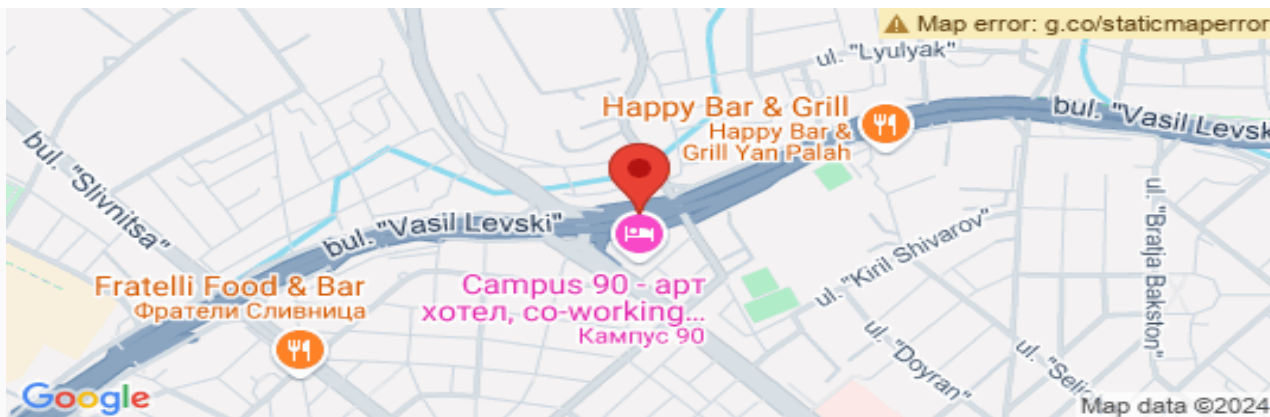 Map error: g.co/staticmaperror
ul. "Lyulyak"
bul. "Vasil Levsk
Happy Bar & Grill
Happy Bar &
Grill Yan Palah
bul. "Slivnitsa"
bul. "Vasil Levski"
ul. "Bratja Bakston"
ul. "Kiril Shivarov"
Fratelli Food & Bar
Фратели Сливница
Campus 90 - арт
хотел, co-working...
Кампус 90
ul. "Doyran"
ul. "Selio
Google
Map data ©2024